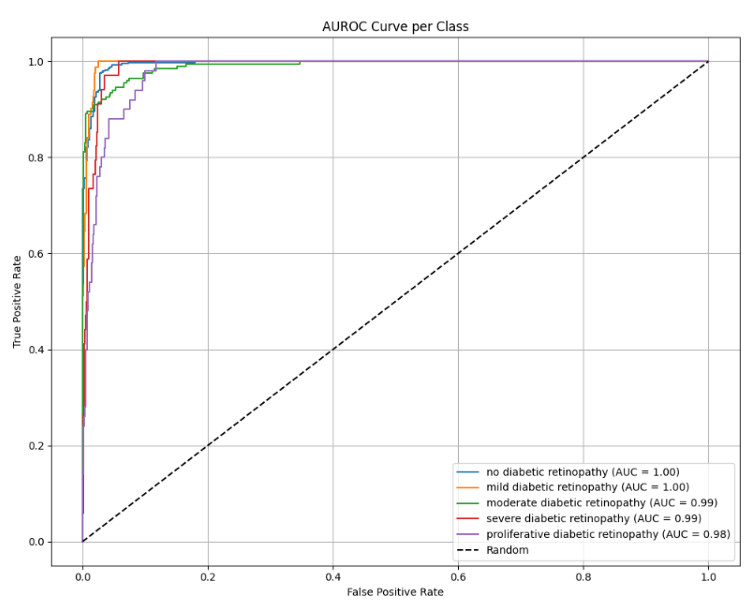 AUROC Curve per Class
True Positive Rate
1.0
0.8
0.6
0.4
0.2
0.0
no diabetic retinopathy (AUC = 1.00)
mild diabetic retinopathy (AUC = 1.00)
moderate diabetic retinopathy (AUC = 0.99)
severe diabetic retinopathy (AUC = 0.99)
proliferative diabetic retinopathy (AUC = 0.98)
Random
0.0 0.2 0.4 0.6 0.8 1.0
False Positive Rate